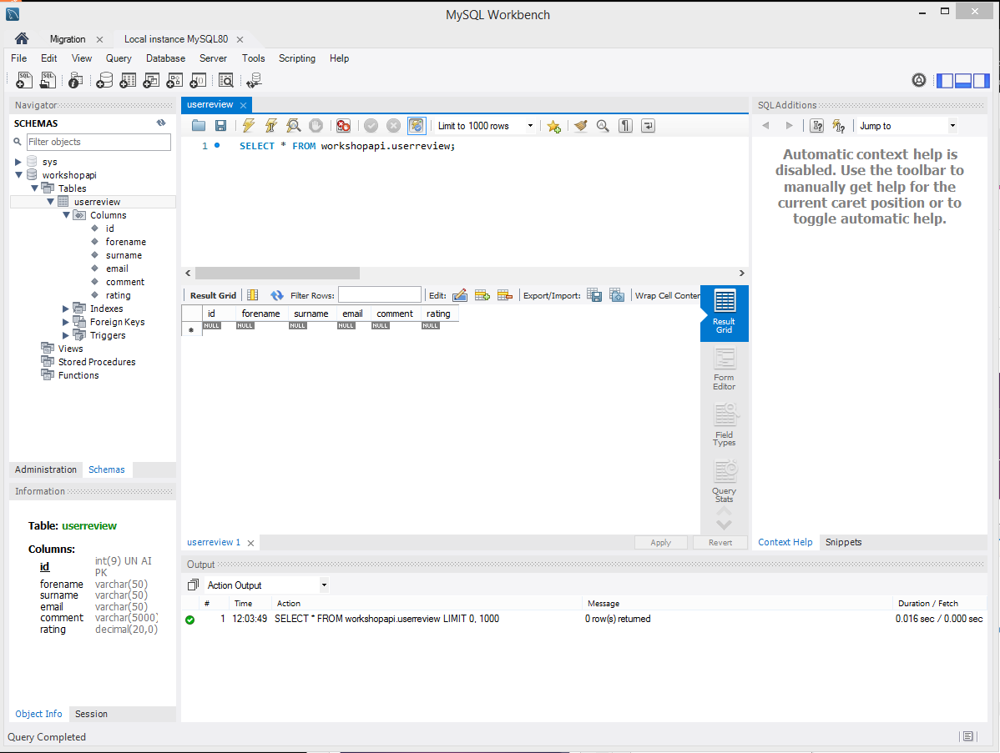 MySQL Workbench
Migration
Local instance MySQL80
File Edit View Query Database Server Tools Scripting Help
Navigator
SCHEMAS
Filter objects
sys
workshopapi
Tables
userreview
Columns
id
forename
surname
email
comment
rating
Indexes
Foreign Keys
Triggers
Views
Stored Procedures
Functions
Administration Schemas
Information
Table: userreview
Columns:
id int(9) UN AI
PK
forename varchar(50)
surname varchar(50)
email varchar(50)
comment varchar(5000)
rating decimal(20,0)
Object Info Session
userreview
Limit to 1000 rows
1 SELECT * FROM workshopapi.userreview;
Result Grid Filter Rows: Edit: Export/Import: Wrap Cell Conten
id forename surname email comment rating
NULL NULL NULL NULL NULL NULL
Result
Grid
Form
Editor
Field
Types
Query
Stats
userreview 1
Apply Revert
SQLAdditions
Jump to
Automatic context help is
disabled. Use the toolbar to
manually get help for the
current caret position or to
toggle automatic help.
Context Help Snippets
Output
Action Output
# Time Action Message Duration / Fetch
1 12:03:49 SELECT * FROM workshopapi.userreview LIMIT 0, 1000 0 row(s) returned 0.016 sec / 0.000 sec
Query Completed